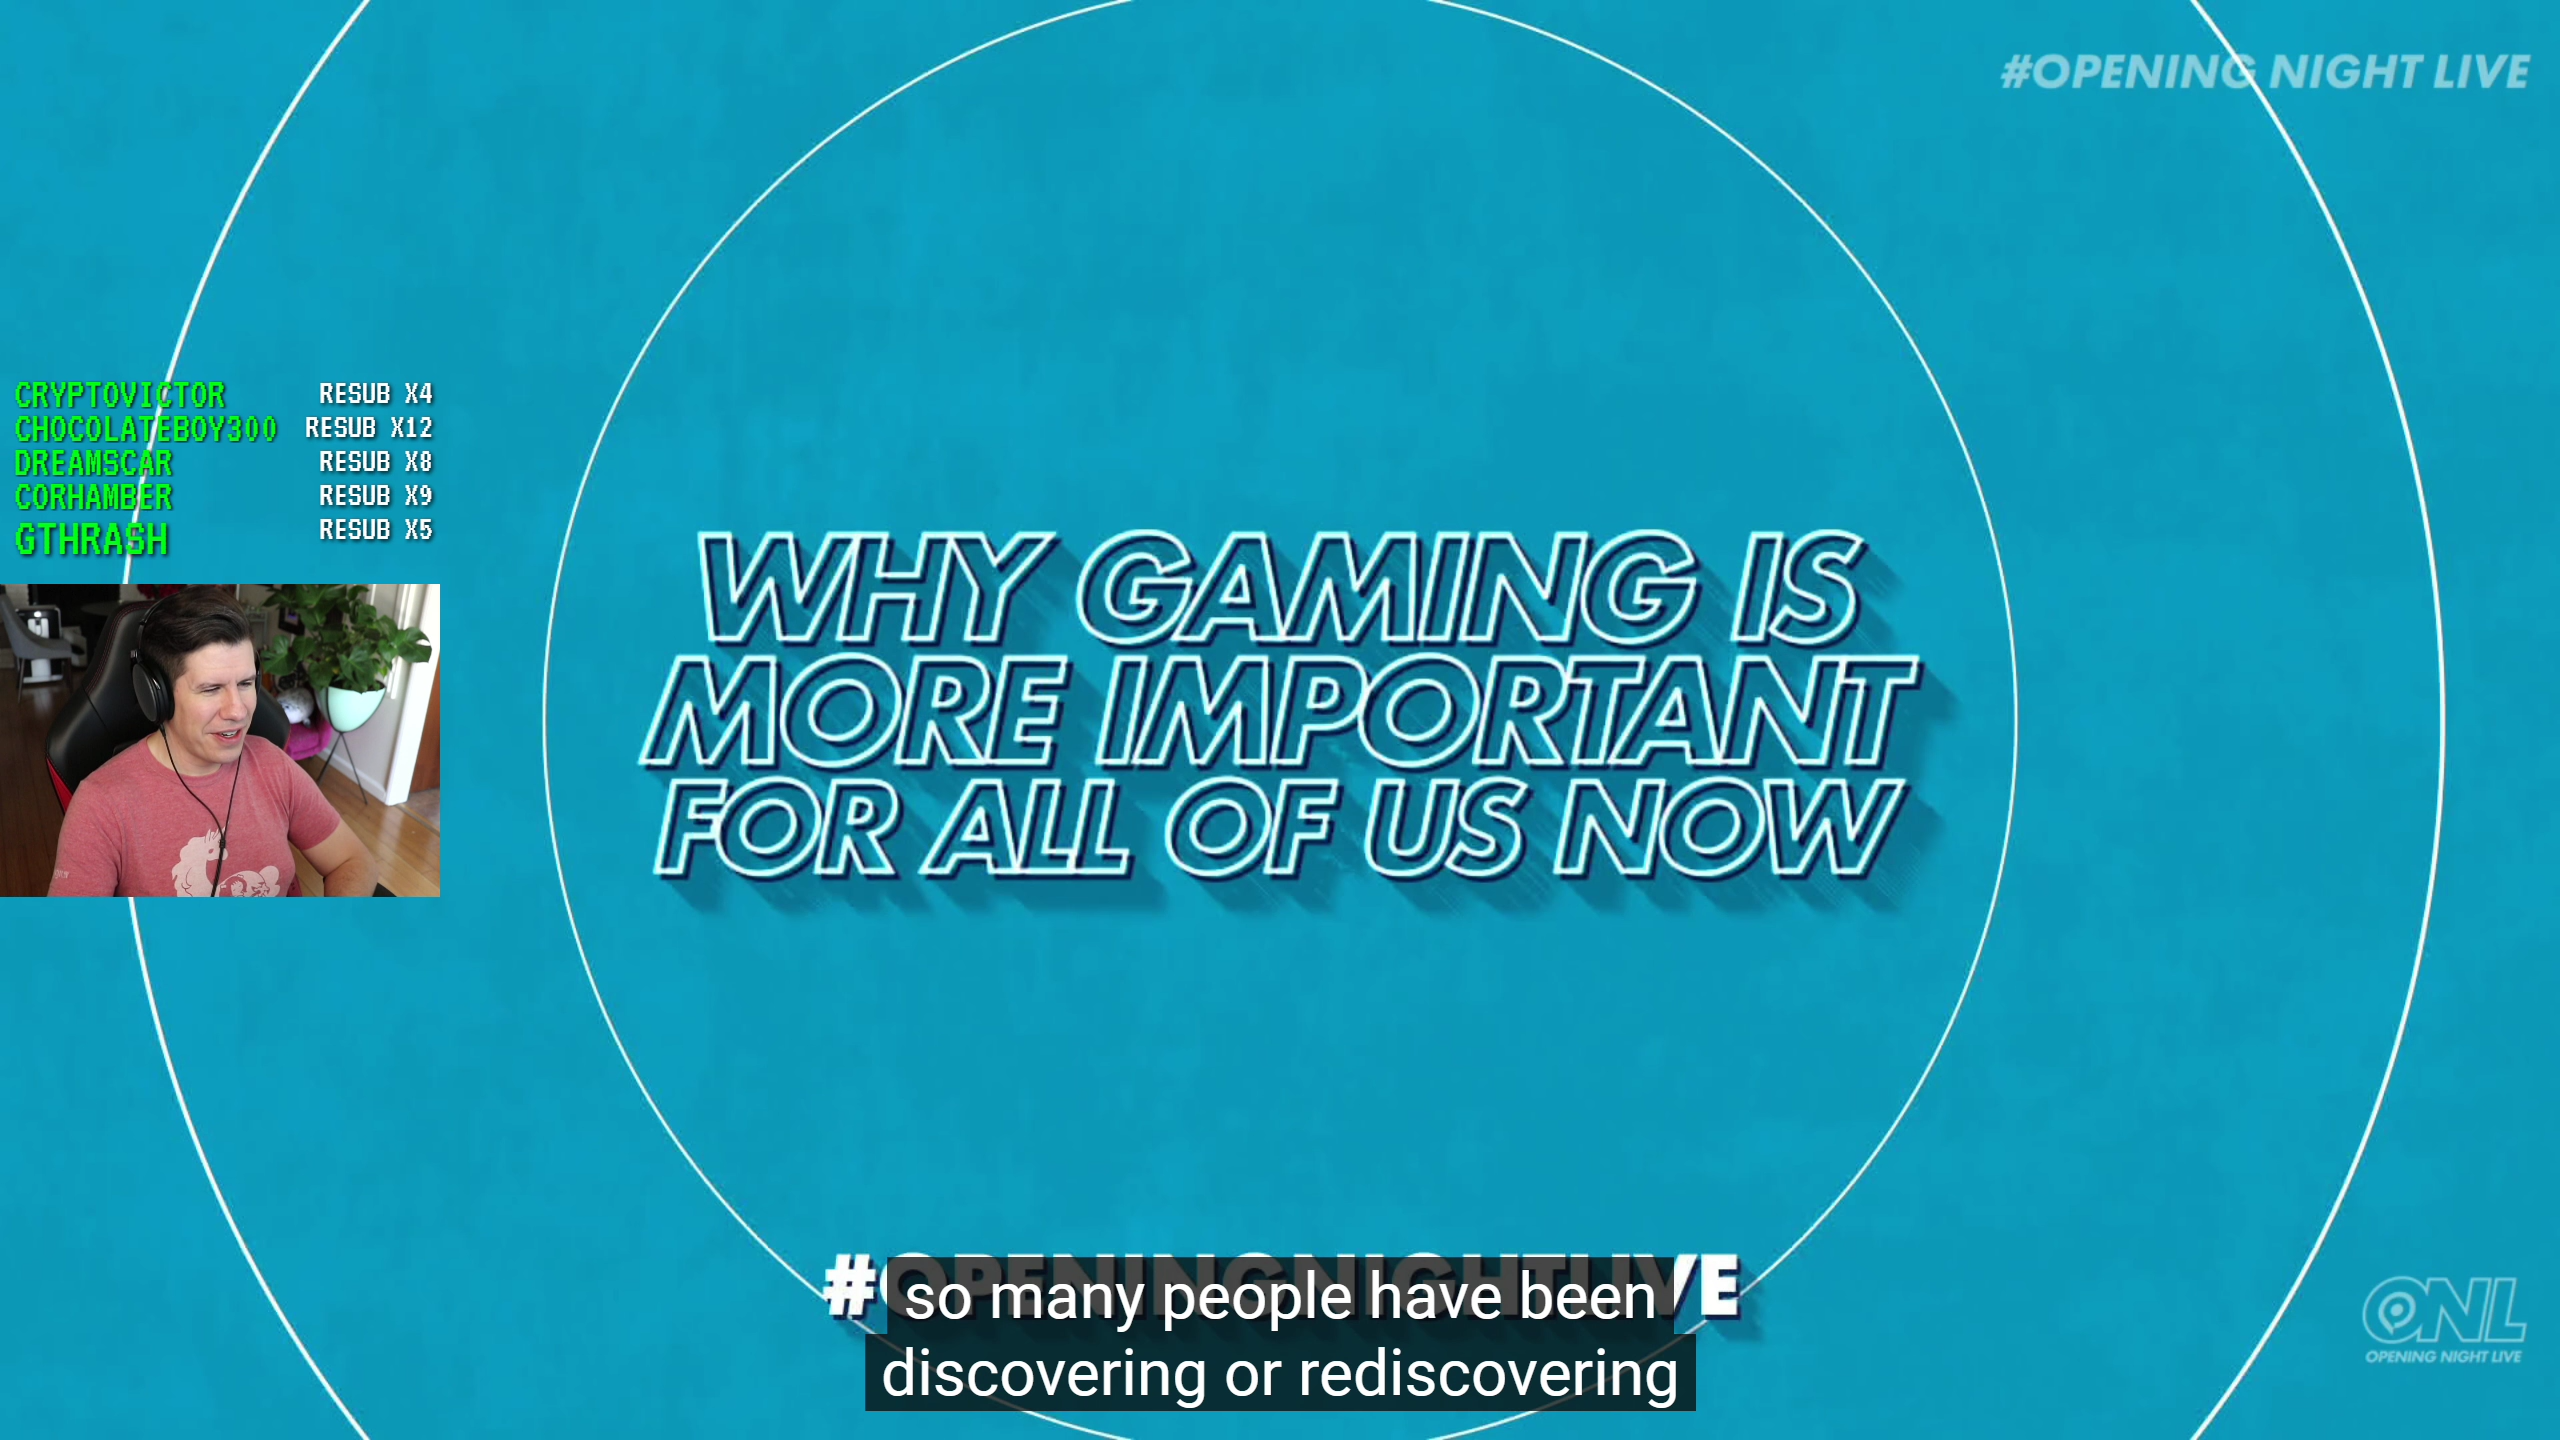 #OPENING NIGHT LIVE
CRYPTOVICTOR RESUB X4
CHOCOLATEBOY300 RESUB X12
DREAMSCAR RESUB X8
CORHAMBER RESUB X9
GTHRASH RESUB X5
WHY GAMING IS
MORE IMPORTANT
FOR ALL OF US NOW
#OPENINGNIGHTLIVE
so many people have been
discovering or rediscovering
ONL
OPENING NIGHT LIVE